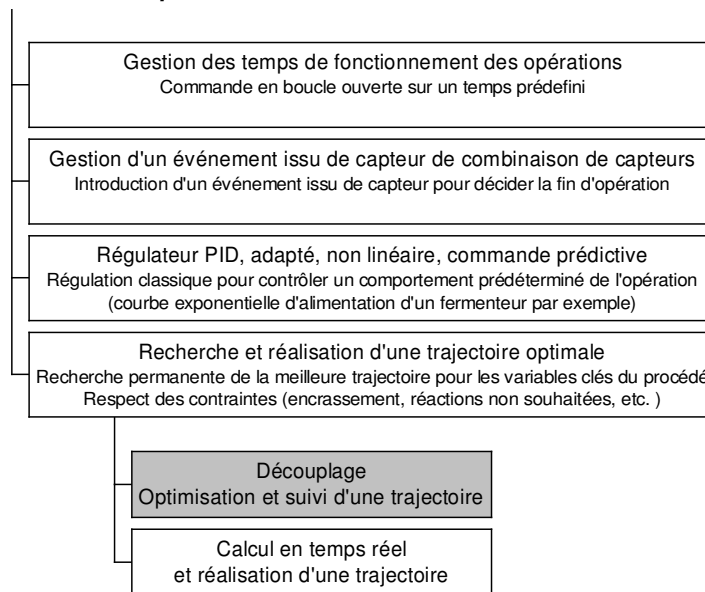 Gestion des temps de fonctionnement des opérations
Commande en boucle ouverte sur un temps prédefini
Gestion d'un événement issu de capteur de combinaison de capteurs
Introduction d'un événement issu de capteur pour décider la fin d'opération
Régulateur PID, adapté, non linéaire, commande prédictive
Régulation classique pour contrôler un comportement prédéterminé de l'opération
(courbe exponentielle d'alimentation d'un fermenteur par exemple)
Recherche et réalisation d'une trajectoire optimale
Recherche permanente de la meilleure trajectoire pour les variables clés du procédé
Respect des contraintes (encrassement, réactions non souhaitées, etc. )
Découplage
Optimisation et suivi d'une trajectoire
Calcul en temps réel
et réalisation d'une trajectoire